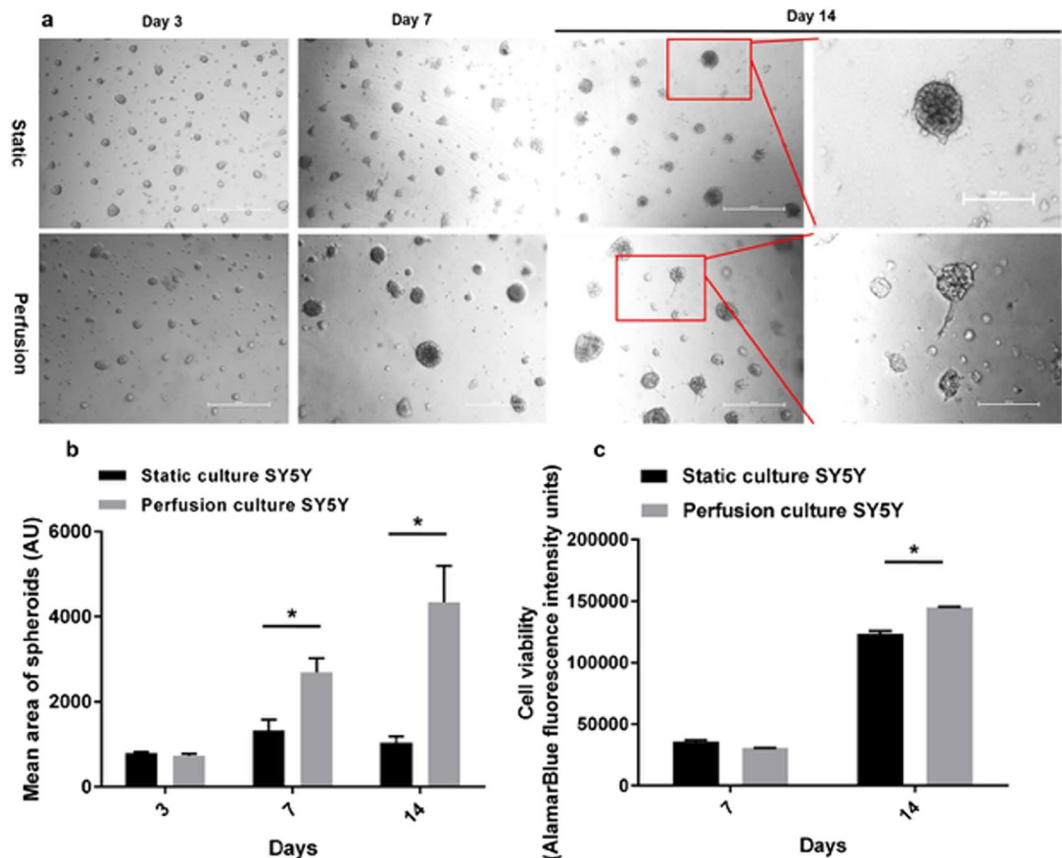 a
Day 3
Day 7
Day 14
Static
Perfusion
b
Static culture SY5Y
Perfusion culture SY5Y
*
*
Mean area of spheroids (AU)
6000
4000
2000
0
3
7
14
Days
c
Static culture SY5Y
Perfusion culture SY5Y
*
Cell viability
(AlamarBlue fluorescence intensity units)
200000
150000
100000
50000
0
7
14
Days